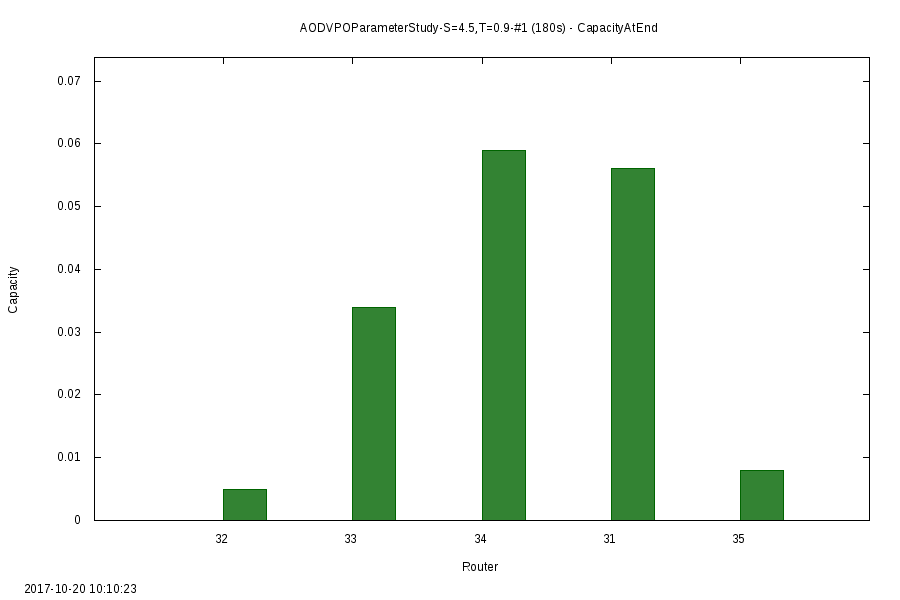 AODVPOParameterStudy-S=4.5,T=0.9-#1 (180s) - CapacityAtEnd
0.07
0.06
0.05
0.04
0.03
0.02
0.01
0
Capacity
32 33 34 31 35
Router
2017-10-20 10:10:23